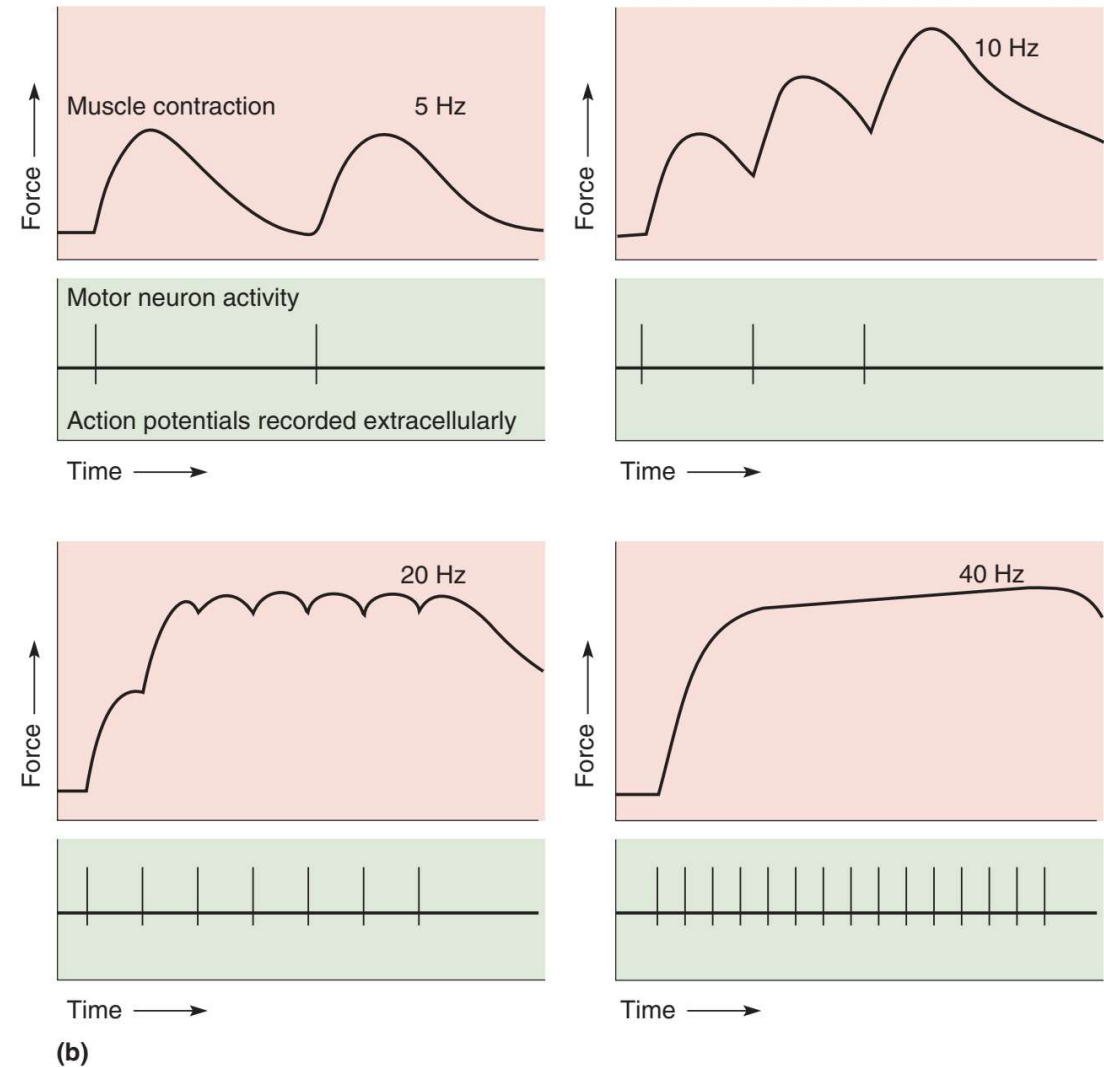 Muscle contraction
5 Hz
Force
Motor neuron activity
Action potentials recorded extracellularly
Time
10 Hz
Force
Time
20 Hz
Force
Time
40 Hz
Force
Time
(b)